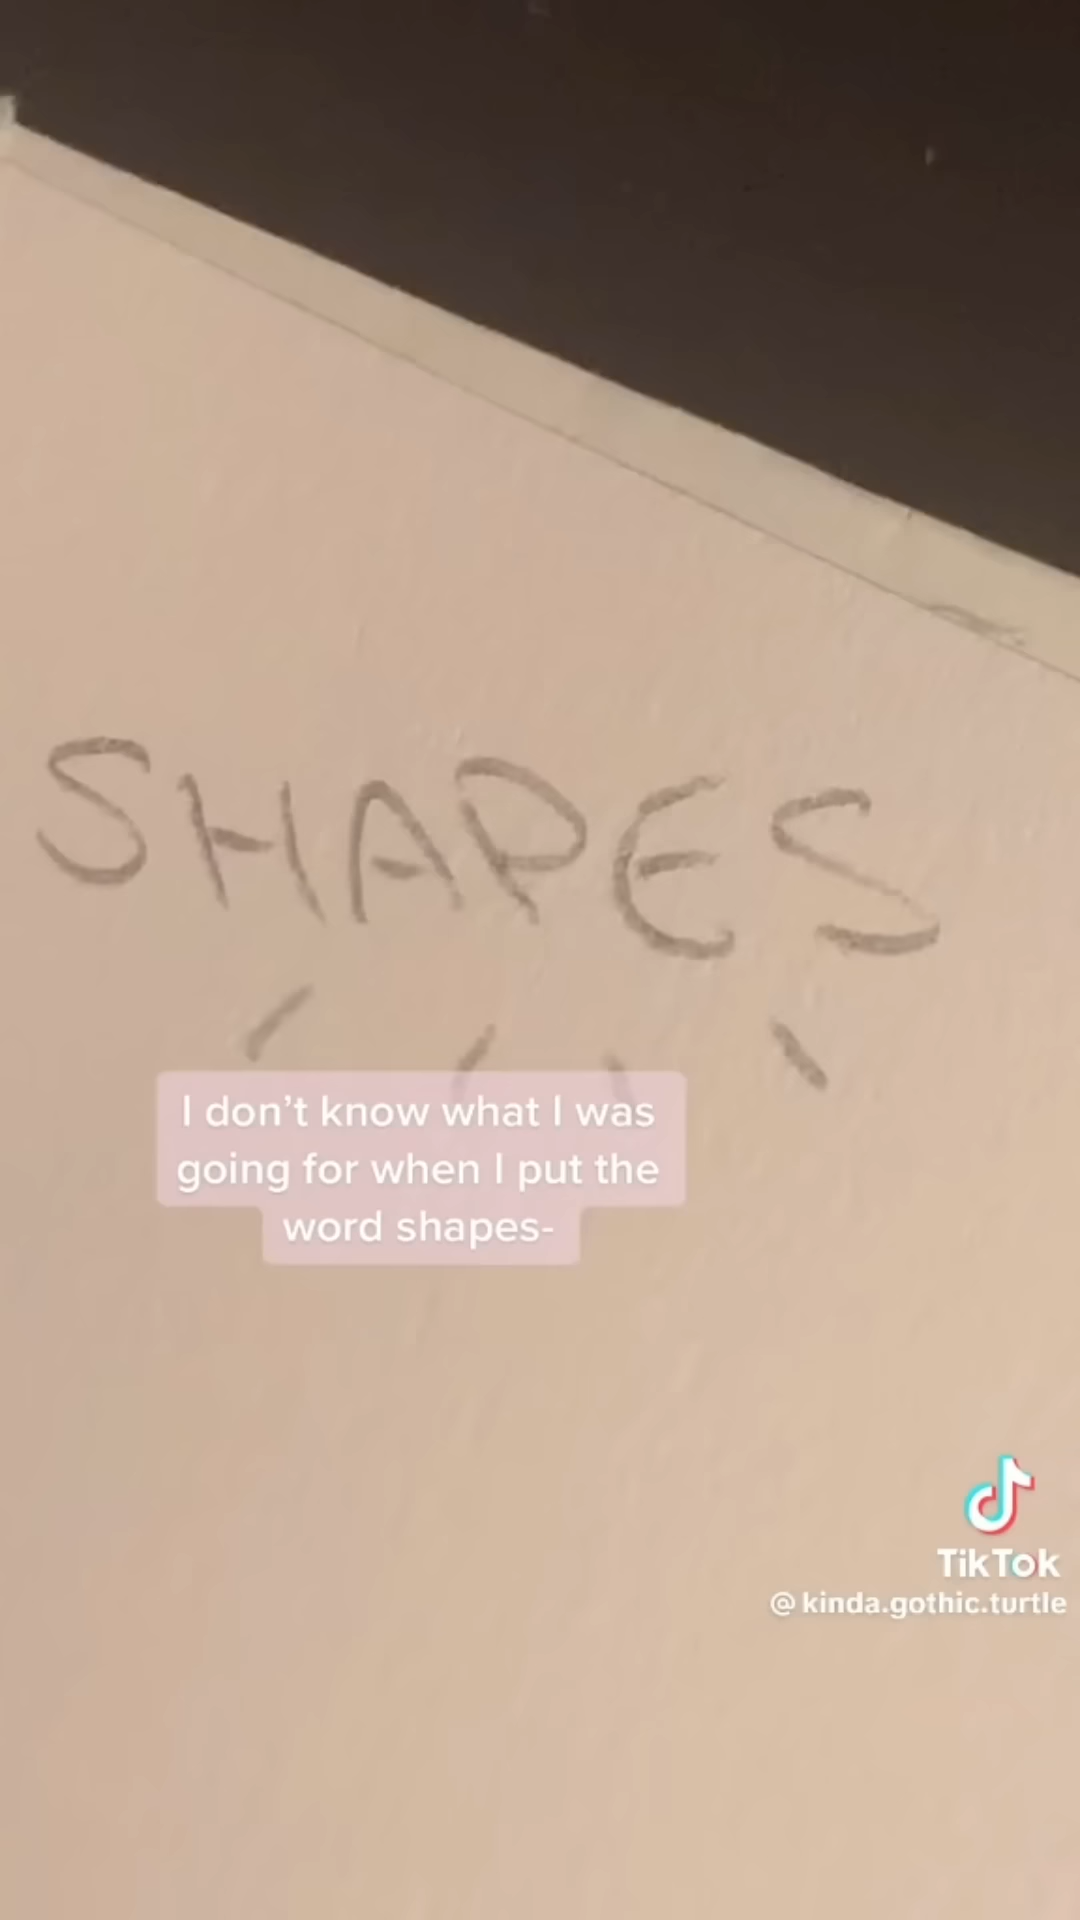 SHAPES
I don’t know what I was
going for when I put the
word shapes-
TikTok
@kinda.gothic.turtle